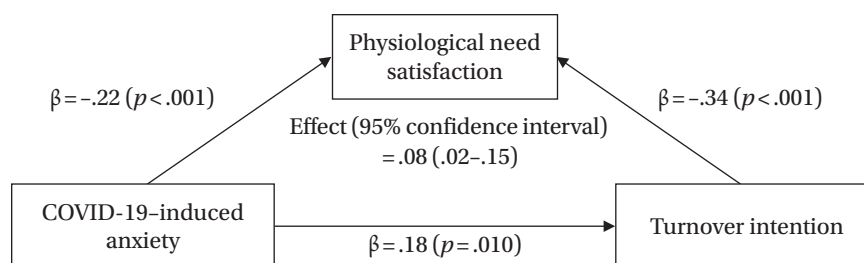 Physiological need
satisfaction
β=–.22 (p<.001)
β=–.34 (p<.001)
Effect (95% confidence interval)
=.08 (.02–.15)
COVID-19–induced
anxiety
β=.18 (p=.010)
Turnover intention